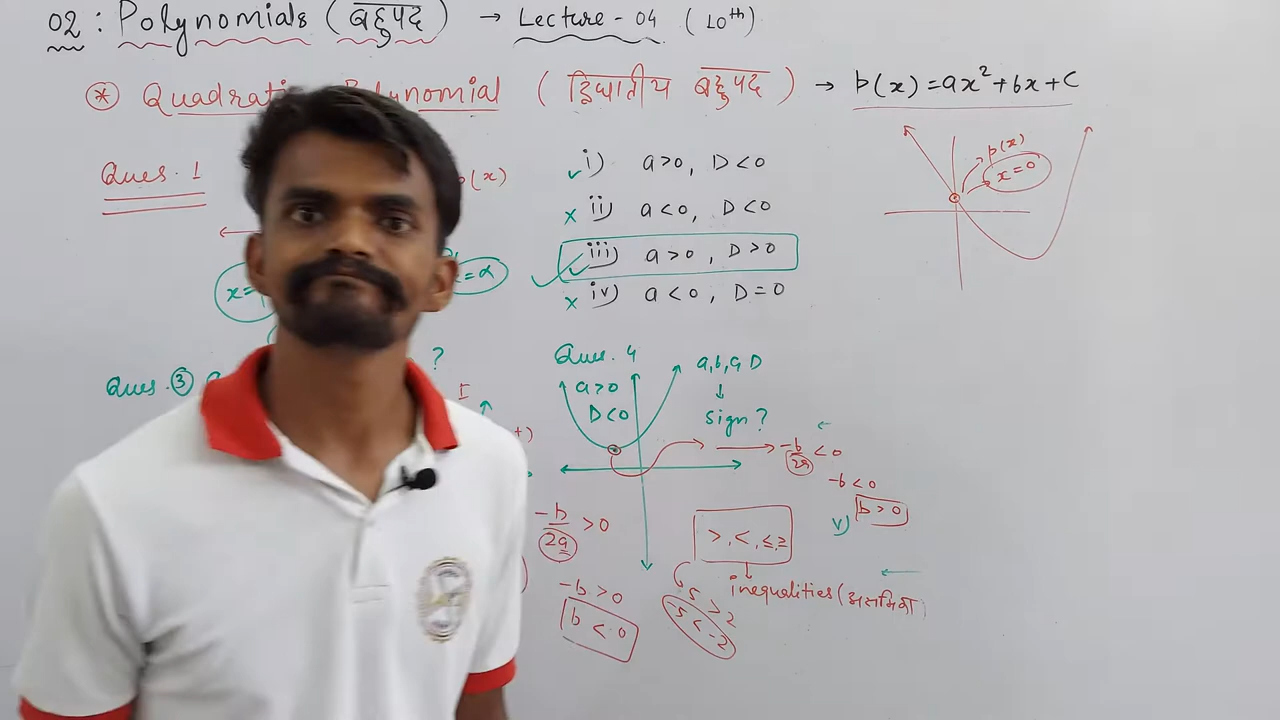 02 : Polynomials (बहुपद) → Lecture - 04 (10th)
* Quadratic Polynomial (द्विघातीय बहुपद) → p(x) = ax² + bx + c
Ques. 1
p(x)
✓ i) a > 0, D < 0
× ii) a < 0, D < 0
✓ iii) a > 0, D > 0
× iv) a < 0, D = 0
p(x)
x = 0
= α
Ques. ③
?
I
Ques. 4
a > 0
D < 0
a, b, c, D
↓
sign ?
→ -b/2a < 0
-b < 0
v) b > 0
-b/2a > 0
-b > 0
b < 0
>, <, ≤, ≥
inequalities
5 > 2
-5 < -2